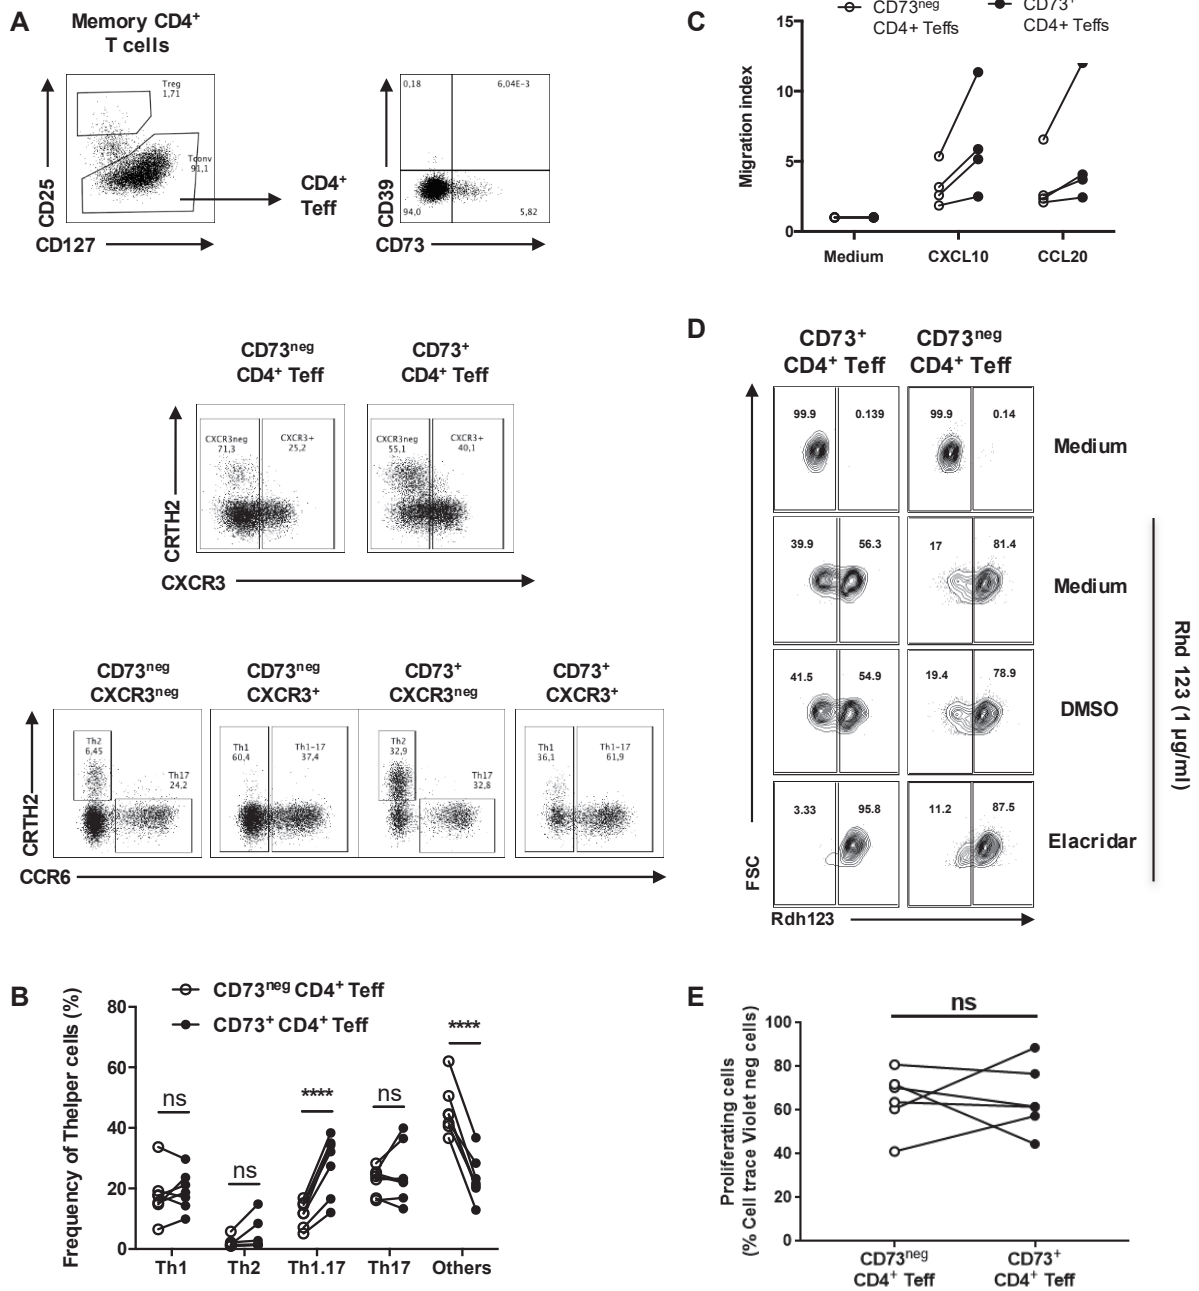 A
Memory CD4+
T cells
Treg
1,71
Tconv
91,1
CD25
CD127
CD4+
Teff
0,18
6,04E-3
94,0
5,82
CD39
CD73
CD73neg
CD4+ Teff
CD73+
CD4+ Teff
CXCR3neg
71,3
CXCR3+
25,2
CXCR3neg
55,1
CXCR3+
40,1
CRTH2
CXCR3
CD73neg
CXCR3neg
CD73neg
CXCR3+
CD73+
CXCR3neg
CD73+
CXCR3+
Th2
6,45
Th17
24,2
Th1
60,4
Th1-17
37,4
Th2
32,9
Th17
32,8
Th1
36,1
Th1-17
61,9
CRTH2
CCR6
B
CD73neg CD4+ Teff
CD73+ CD4+ Teff
Frequency of Thelper cells (%)
80
60
40
20
0
ns
ns
****
ns
****
Th1
Th2
Th1.17
Th17
Others
C
CD73neg
CD4+ Teffs
CD73+
CD4+ Teffs
Migration index
15
10
5
0
Medium
CXCL10
CCL20
D
CD73+
CD4+ Teff
CD73neg
CD4+ Teff
99.9
0.139
99.9
0.14
Medium
39.9
56.3
17
81.4
Medium
41.5
54.9
19.4
78.9
DMSO
3.33
95.8
11.2
87.5
Elacridar
Rhd 123 (1 µg/ml)
FSC
Rdh123
E
ns
Proliferating cells
(% Cell trace Violet neg cells)
100
80
60
40
20
0
CD73neg
CD4+ Teff
CD73+
CD4+ Teff